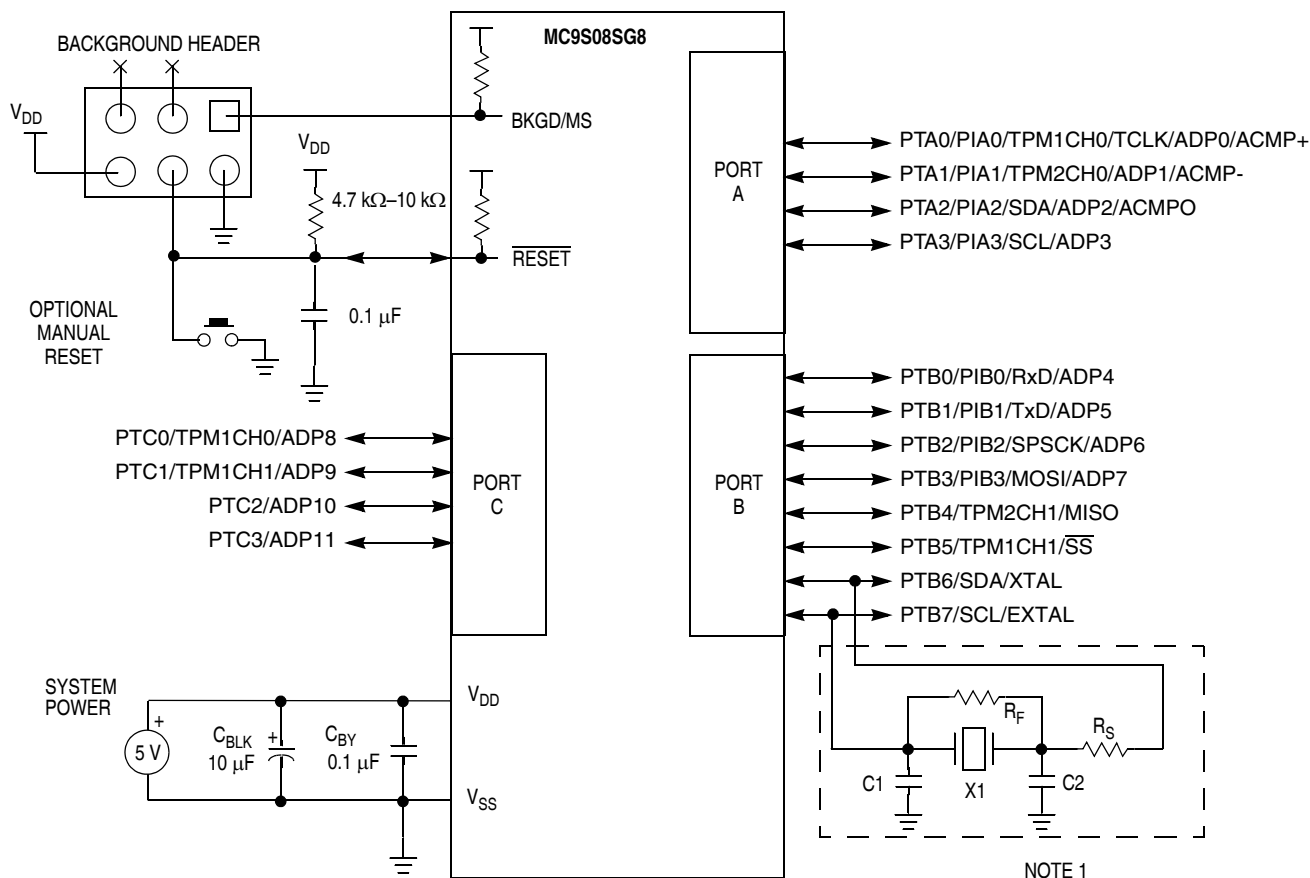 MC9S08SG8
BACKGROUND HEADER
V_DD
BKGD/MS
V_DD
4.7 kΩ–10 kΩ
R̅E̅S̅E̅T̅
0.1 μF
OPTIONAL
MANUAL
RESET
PORT
A
PTA0/PIA0/TPM1CH0/TCLK/ADP0/ACMP+
PTA1/PIA1/TPM2CH0/ADP1/ACMP-
PTA2/PIA2/SDA/ADP2/ACMPO
PTA3/PIA3/SCL/ADP3
PTC0/TPM1CH0/ADP8
PTC1/TPM1CH1/ADP9
PTC2/ADP10
PTC3/ADP11
PORT
C
PORT
B
PTB0/PIB0/RxD/ADP4
PTB1/PIB1/TxD/ADP5
PTB2/PIB2/SPSCK/ADP6
PTB3/PIB3/MOSI/ADP7
PTB4/TPM2CH1/MISO
PTB5/TPM1CH1/S̅S̅
PTB6/SDA/XTAL
PTB7/SCL/EXTAL
SYSTEM
POWER
+
5 V
C_BLK
+
10 μF
C_BY
0.1 μF
V_DD
V_SS
R_F
R_S
C1
X1
C2
NOTE 1